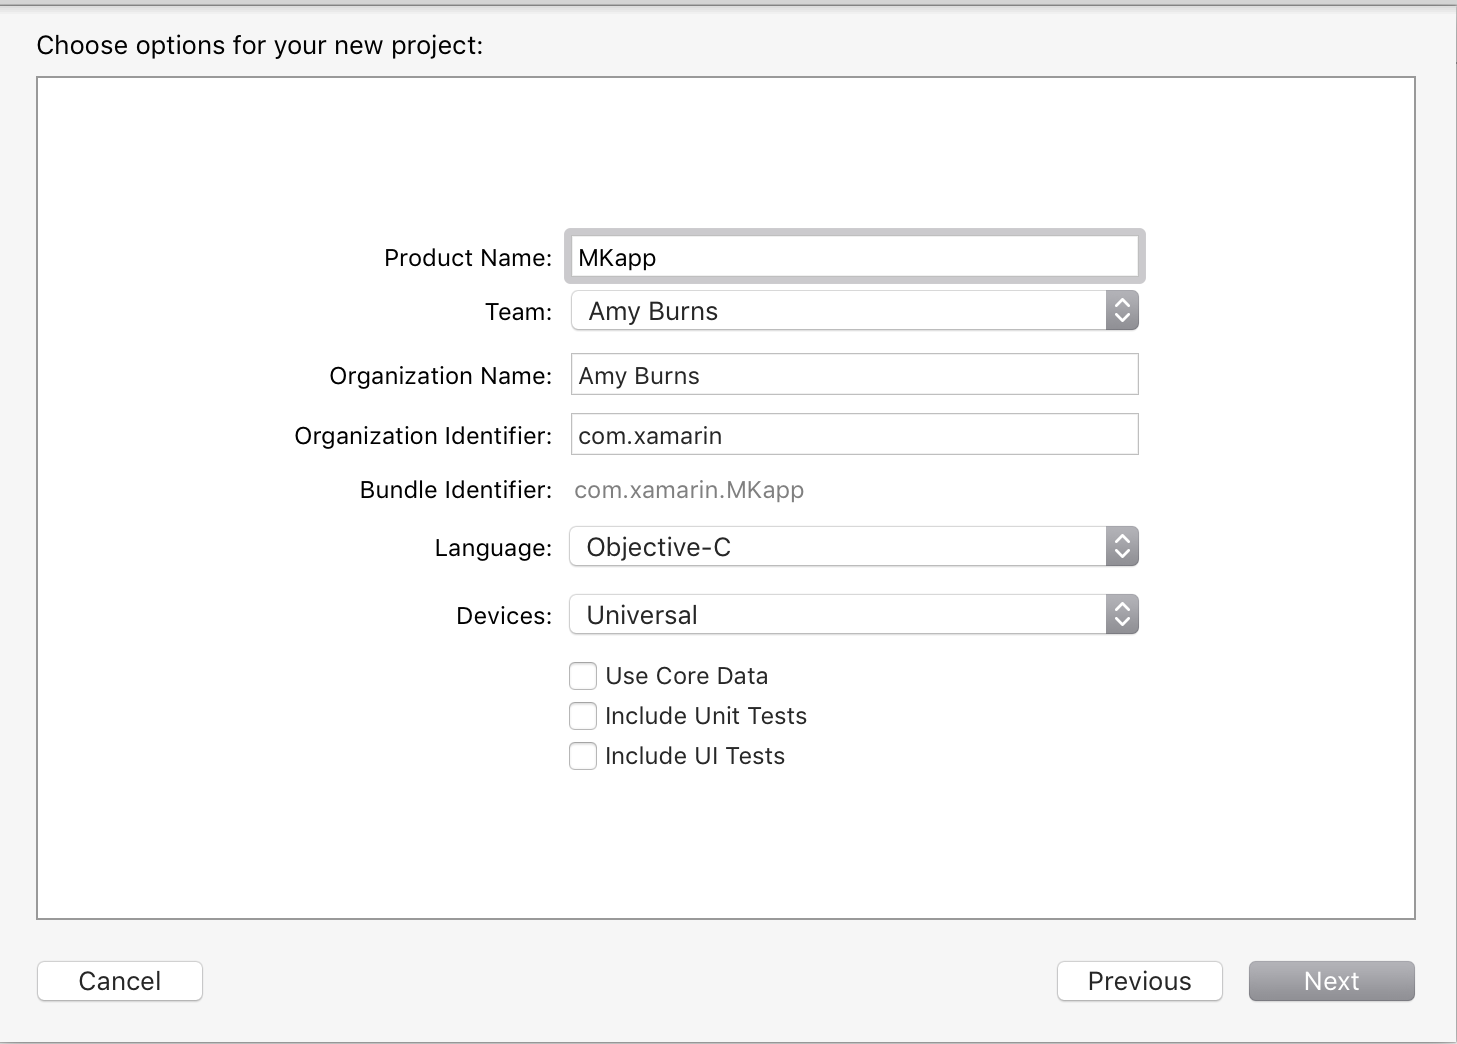 Choose options for your new project:
Product Name: MKapp
Team: Amy Burns
Organization Name: Amy Burns
Organization Identifier: com.xamarin
Bundle Identifier: com.xamarin.MKapp
Language: Objective-C
Devices: Universal
Use Core Data
Include Unit Tests
Include UI Tests
Cancel Previous Next